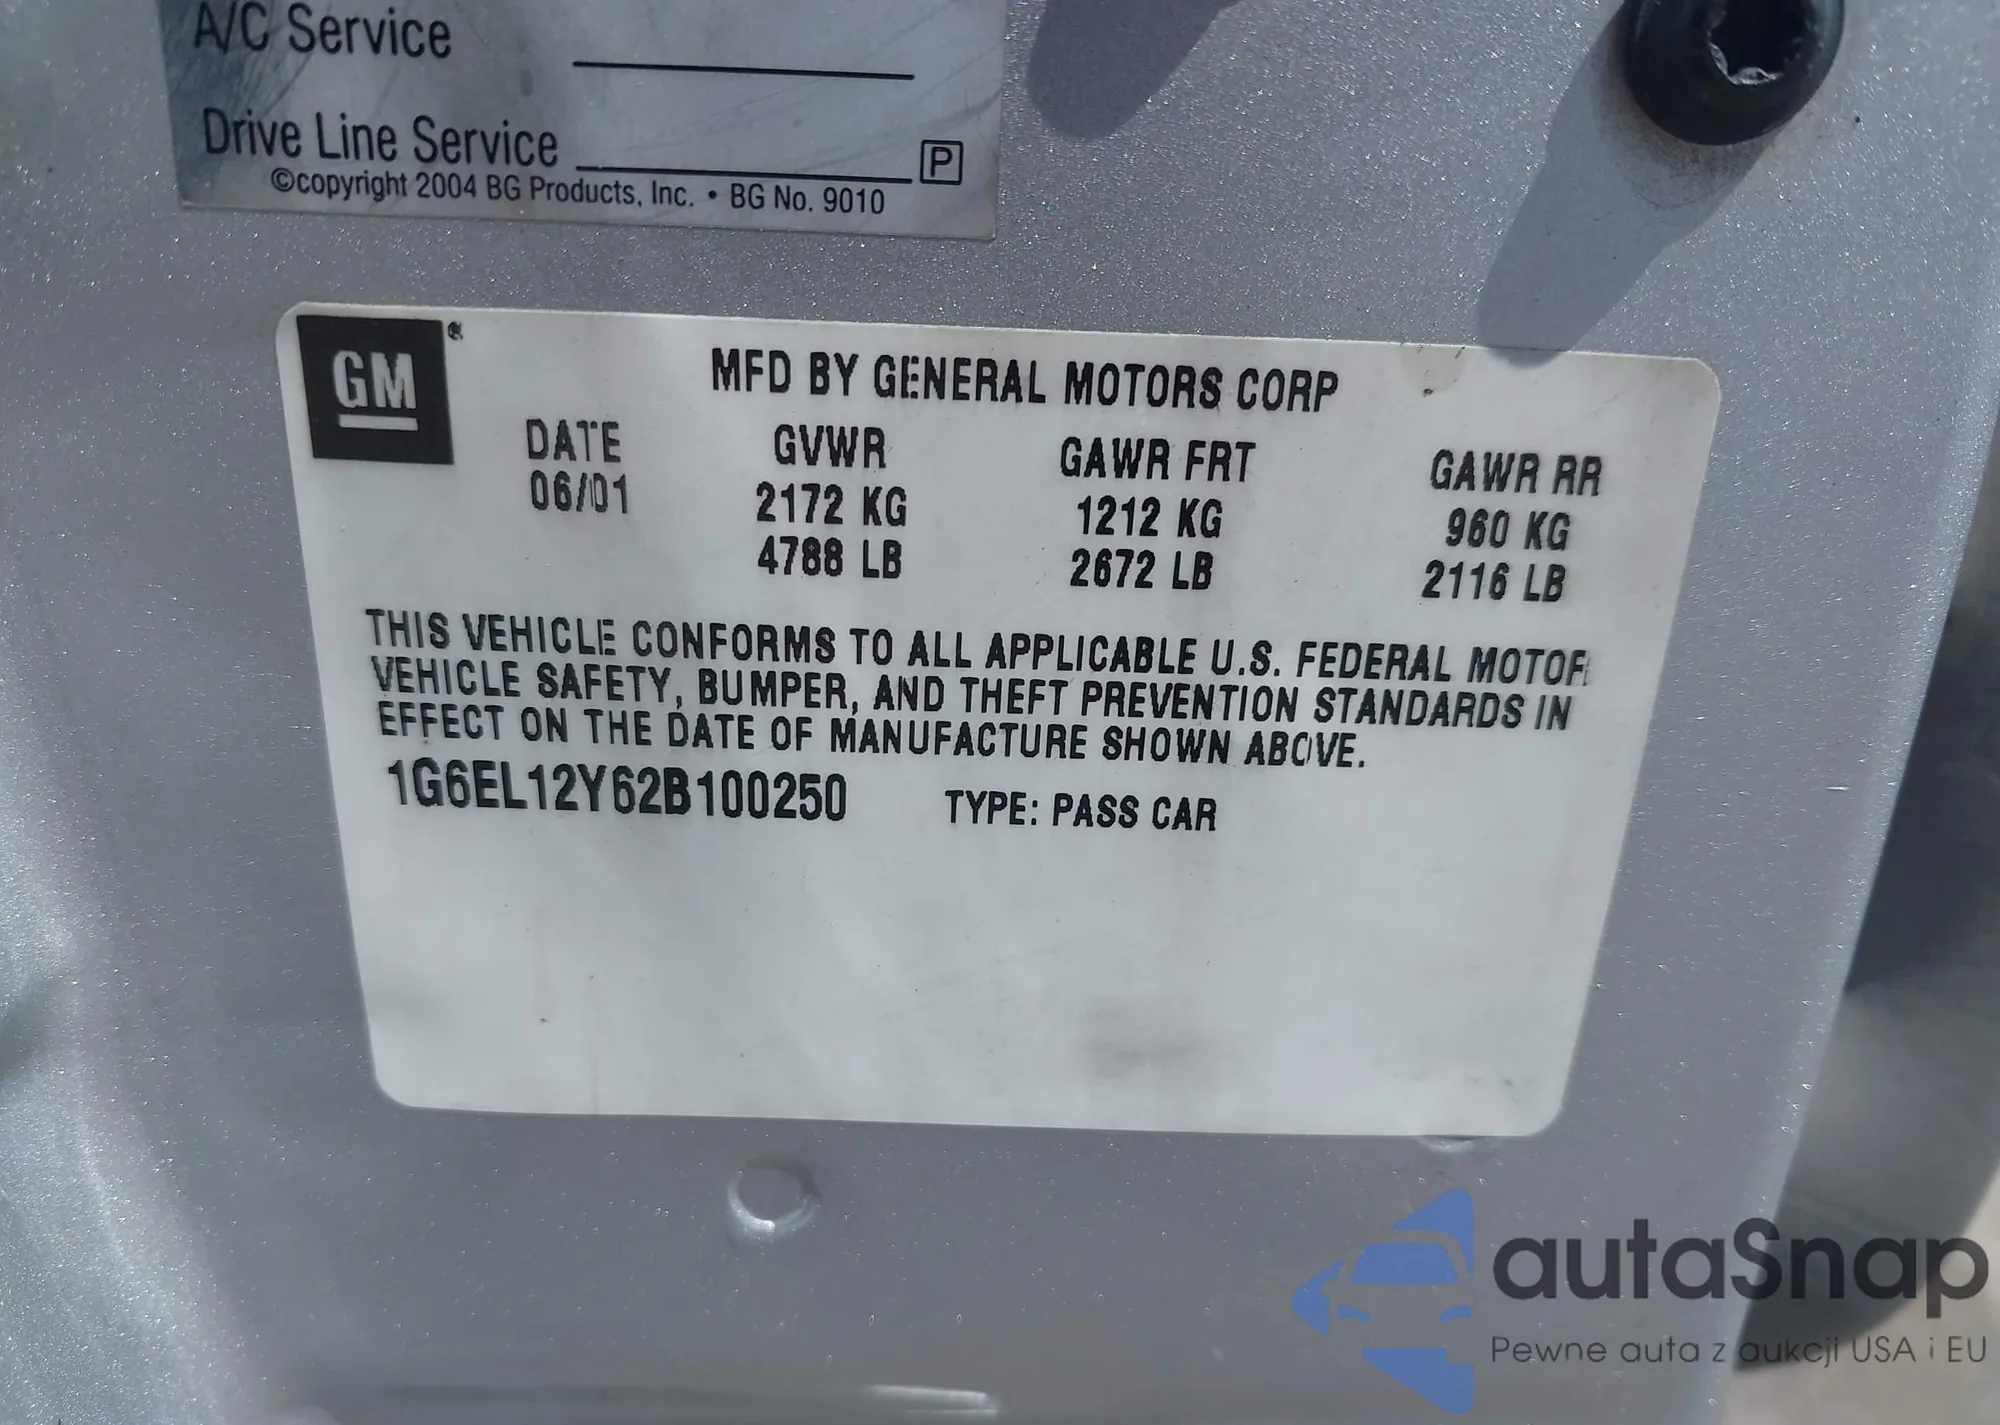 A/C Service
Drive Line Service
©copyright 2004 BG Products, Inc. • BG No. 9010 P
GM ®
MFD BY GENERAL MOTORS CORP
DATE GVWR GAWR FRT GAWR RR
06/01 2172 KG 1212 KG 960 KG
4788 LB 2672 LB 2116 LB
THIS VEHICLE CONFORMS TO ALL APPLICABLE U.S. FEDERAL MOTOR
VEHICLE SAFETY, BUMPER, AND THEFT PREVENTION STANDARDS IN
EFFECT ON THE DATE OF MANUFACTURE SHOWN ABOVE.
1G6EL12Y62B100250 TYPE: PASS CAR
autaSnap
Pewne auta z aukcji USA i EU